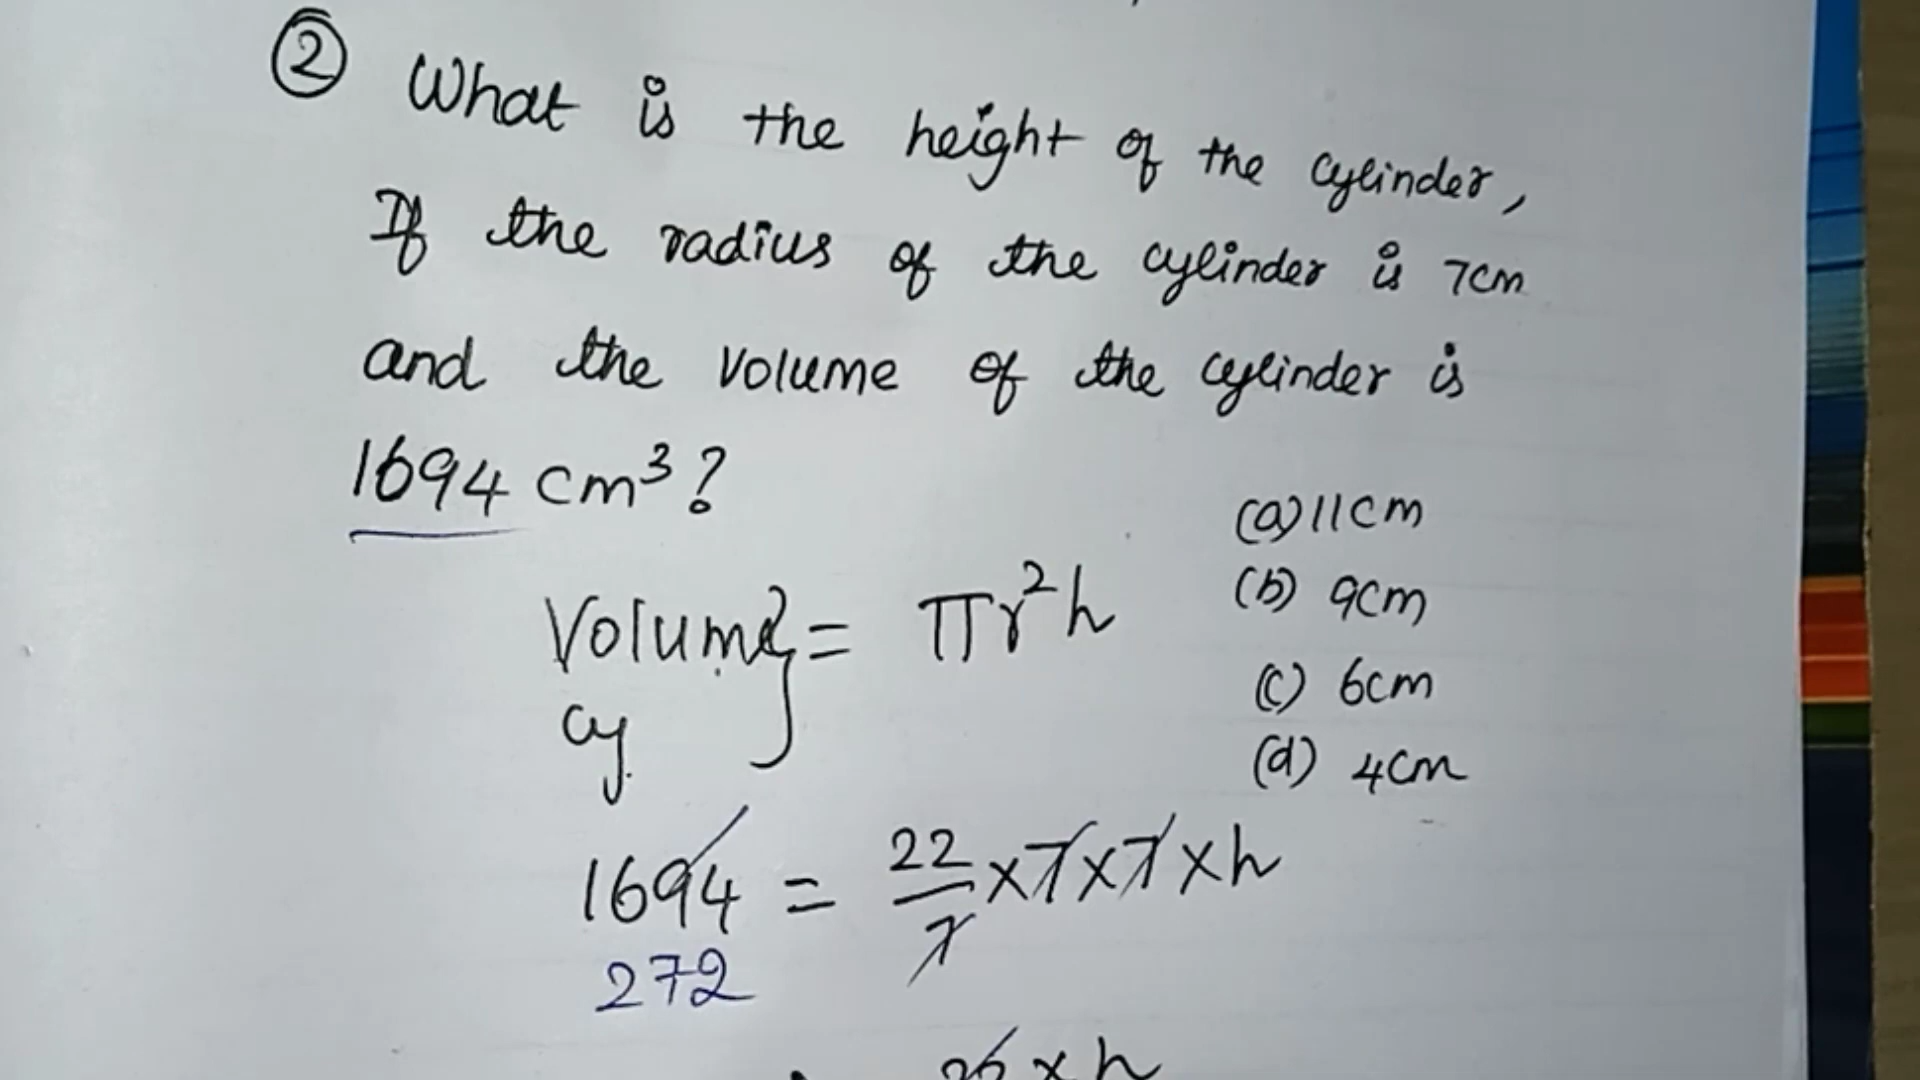 ② What is the height of the cylinder,
If the radius of the cylinder is 7cm
and the volume of the cylinder is
1694 cm³?
(a) 11cm
(b) 9cm
(c) 6cm
(d) 4cm
Volume cy} = πr²h
1694 = 22/7 × 7 × 7 × h
272
× h